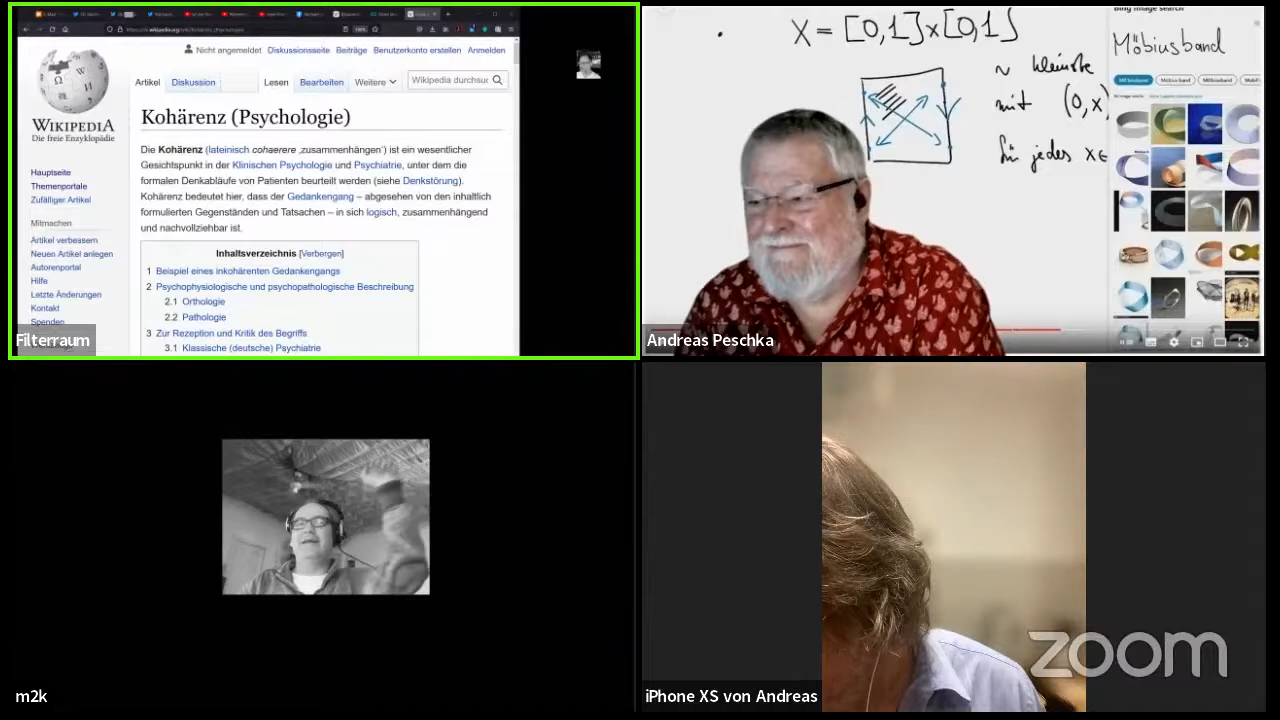 Nicht angemeldet Diskussionsseite Beiträge Benutzerkonto erstellen Anmelden
Artikel Diskussion Lesen Bearbeiten Weitere Wikipedia durchsuc
WIKIPEDIA
Die freie Enzyklopädie
Hauptseite
Themenportale
Zufälliger Artikel
Mitmachen
Artikel verbessern
Neuen Artikel anlegen
Autorenportal
Hilfe
Letzte Änderungen
Kontakt
Spenden
Kohärenz (Psychologie)
Die Kohärenz (lateinisch cohaerere ‚zusammenhängen‘) ist ein wesentlicher
Gesichtspunkt in der Klinischen Psychologie und Psychiatrie, unter dem die
formalen Denkabläufe von Patienten beurteilt werden (siehe Denkstörung).
Kohärenz bedeutet hier, dass der Gedankengang – abgesehen von den inhaltlich
formulierten Gegenständen und Tatsachen – in sich logisch, zusammenhängend
und nachvollziehbar ist.
Inhaltsverzeichnis [Verbergen]
1 Beispiel eines inkohärenten Gedankengangs
2 Psychophysiologische und psychopathologische Beschreibung
2.1 Orthologie
2.2 Pathologie
3 Zur Rezeption und Kritik des Begriffs
3.1 Klassische (deutsche) Psychiatrie
Filterraum
X = [0,1]x[0,1]
~ kleinste
mit (0,x)
für jedes x∈
Bing image search
Möbiusband
Andreas Peschka
m2k
iPhone XS von Andreas
zoom